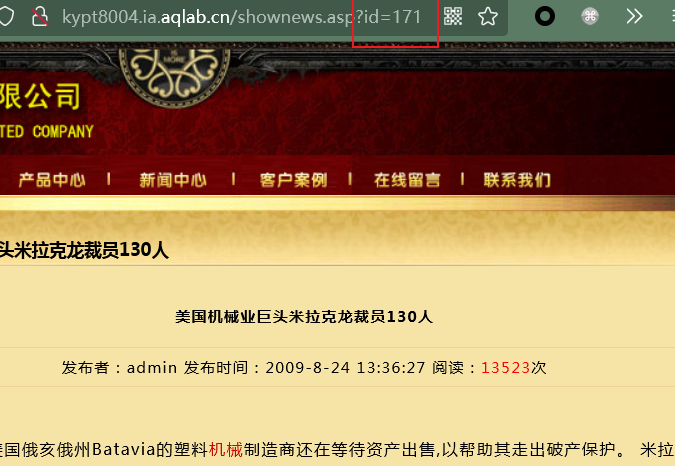 kypt8004.ia.aqlab.cn/shownews.asp?id=171
MORE
限公司
TED COMPANY
产品中心 | 新闻中心 | 客户案例 | 在线留言 | 联系我们
头米拉克龙裁员130人
美国机械业巨头米拉克龙裁员130人
发布者：admin 发布时间：2009-8-24 13:36:27 阅读：13523次
美国俄亥俄州Batavia的塑料机械制造商还在等待资产出售,以帮助其走出破产保护。 米拉